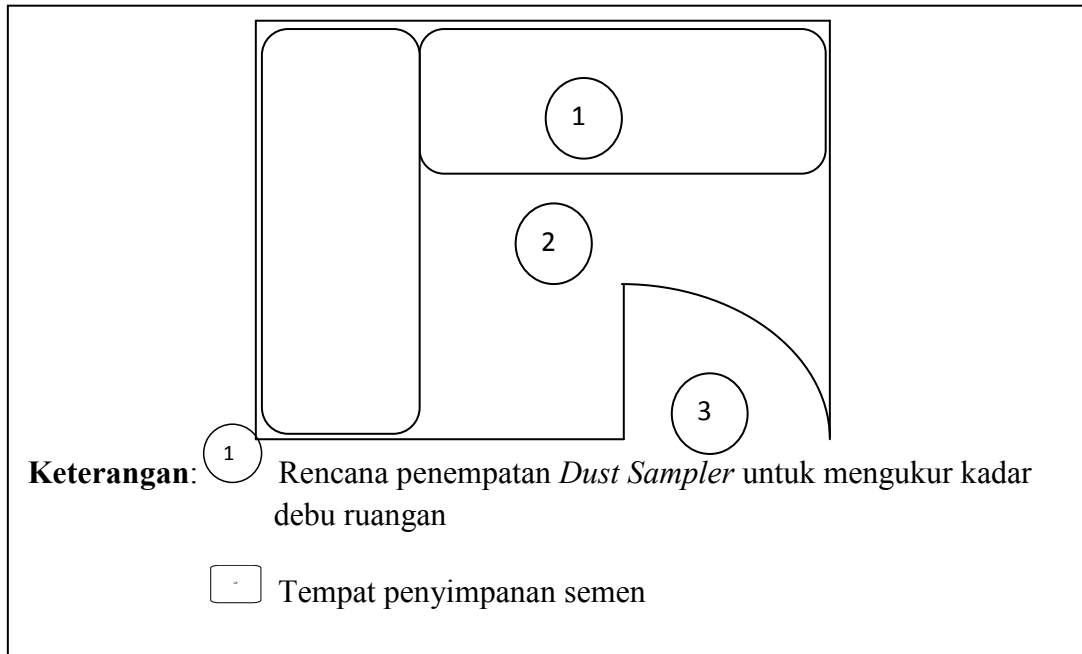 1
2
3
Keterangan: 1 Rencana penempatan Dust Sampler untuk mengukur kadar
debu ruangan
Tempat penyimpanan semen